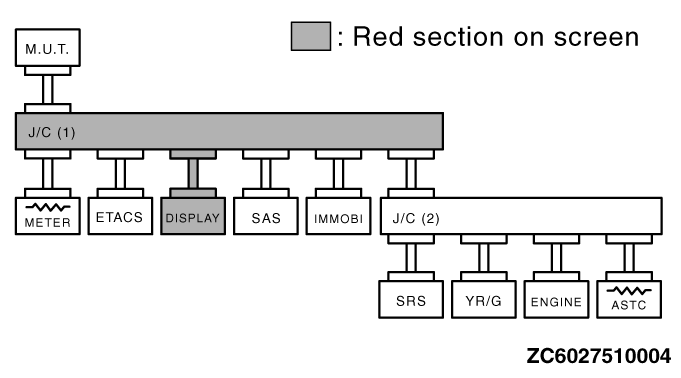 : Red section on screen
M.U.T.
J/C (1)
METER
ETACS
DISPLAY
SAS
IMMOBI
J/C (2)
SRS
YR/G
ENGINE
ASTC
ZC6027510004